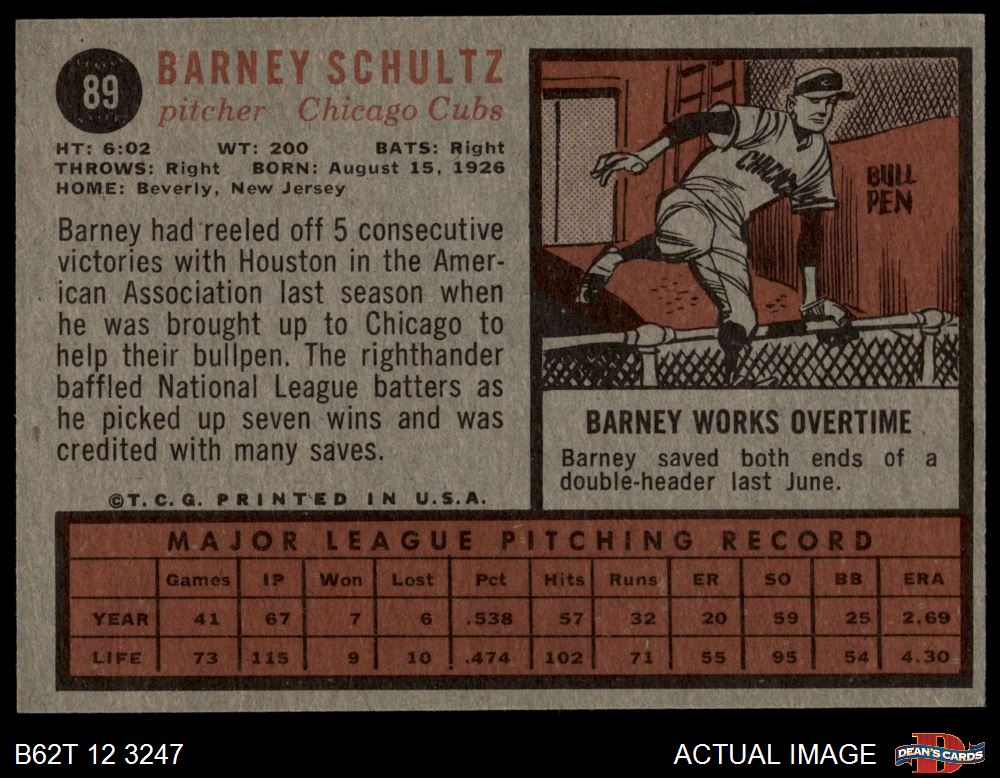 89
BARNEY SCHULTZ
pitcher Chicago Cubs
HT: 6:02 WT: 200 BATS: Right
THROWS: Right BORN: August 15, 1926
HOME: Beverly, New Jersey
Barney had reeled off 5 consecutive
victories with Houston in the Amer-
ican Association last season when
he was brought up to Chicago to
help their bullpen. The righthander
baffled National League batters as
he picked up seven wins and was
credited with many saves.
©T.C.G. PRINTED IN U.S.A.
CHICAGO
BULL
PEN
BARNEY WORKS OVERTIME
Barney saved both ends of a
double-header last June.
MAJOR LEAGUE PITCHING RECORD
Games IP Won Lost Pct Hits Runs ER SO BB ERA
YEAR 41 67 7 6 .538 57 32 20 59 25 2.69
LIFE 73 115 9 10 .474 102 71 55 95 54 4.30
B62T 12 3247 ACTUAL IMAGE DEAN'S CARDS